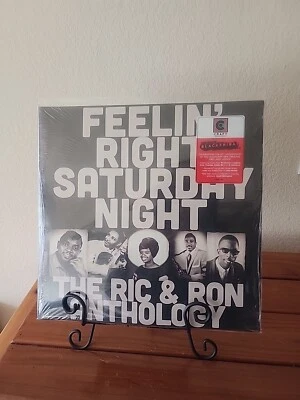 FEELIN'
RIGHT
SATURDAY
NIGHT
THE RIC & RON
ANTHOLOGY